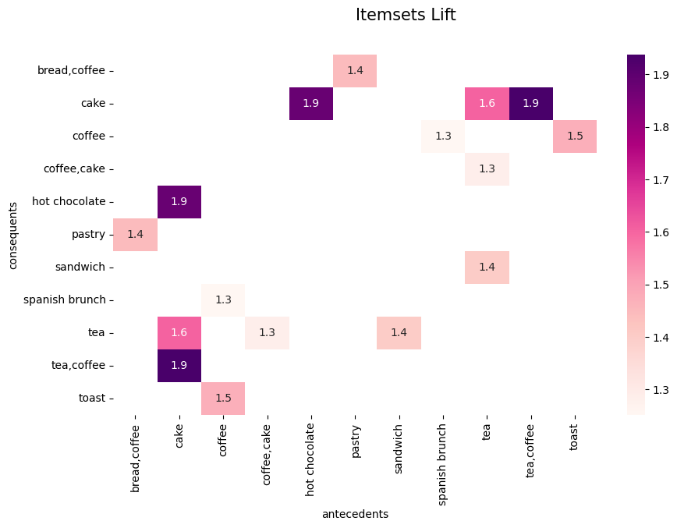 Itemsets Lift
bread,coffee 1.4
cake 1.9 1.6 1.9
coffee 1.3 1.5
coffee,cake 1.3
hot chocolate 1.9
pastry 1.4
sandwich 1.4
spanish brunch 1.3
tea 1.6 1.3 1.4
tea,coffee 1.9
toast 1.5
consequents
bread,coffee
cake
coffee
coffee,cake
hot chocolate
pastry
sandwich
spanish brunch
tea
tea,coffee
toast
antecedents
1.9
1.8
1.7
1.6
1.5
1.4
1.3